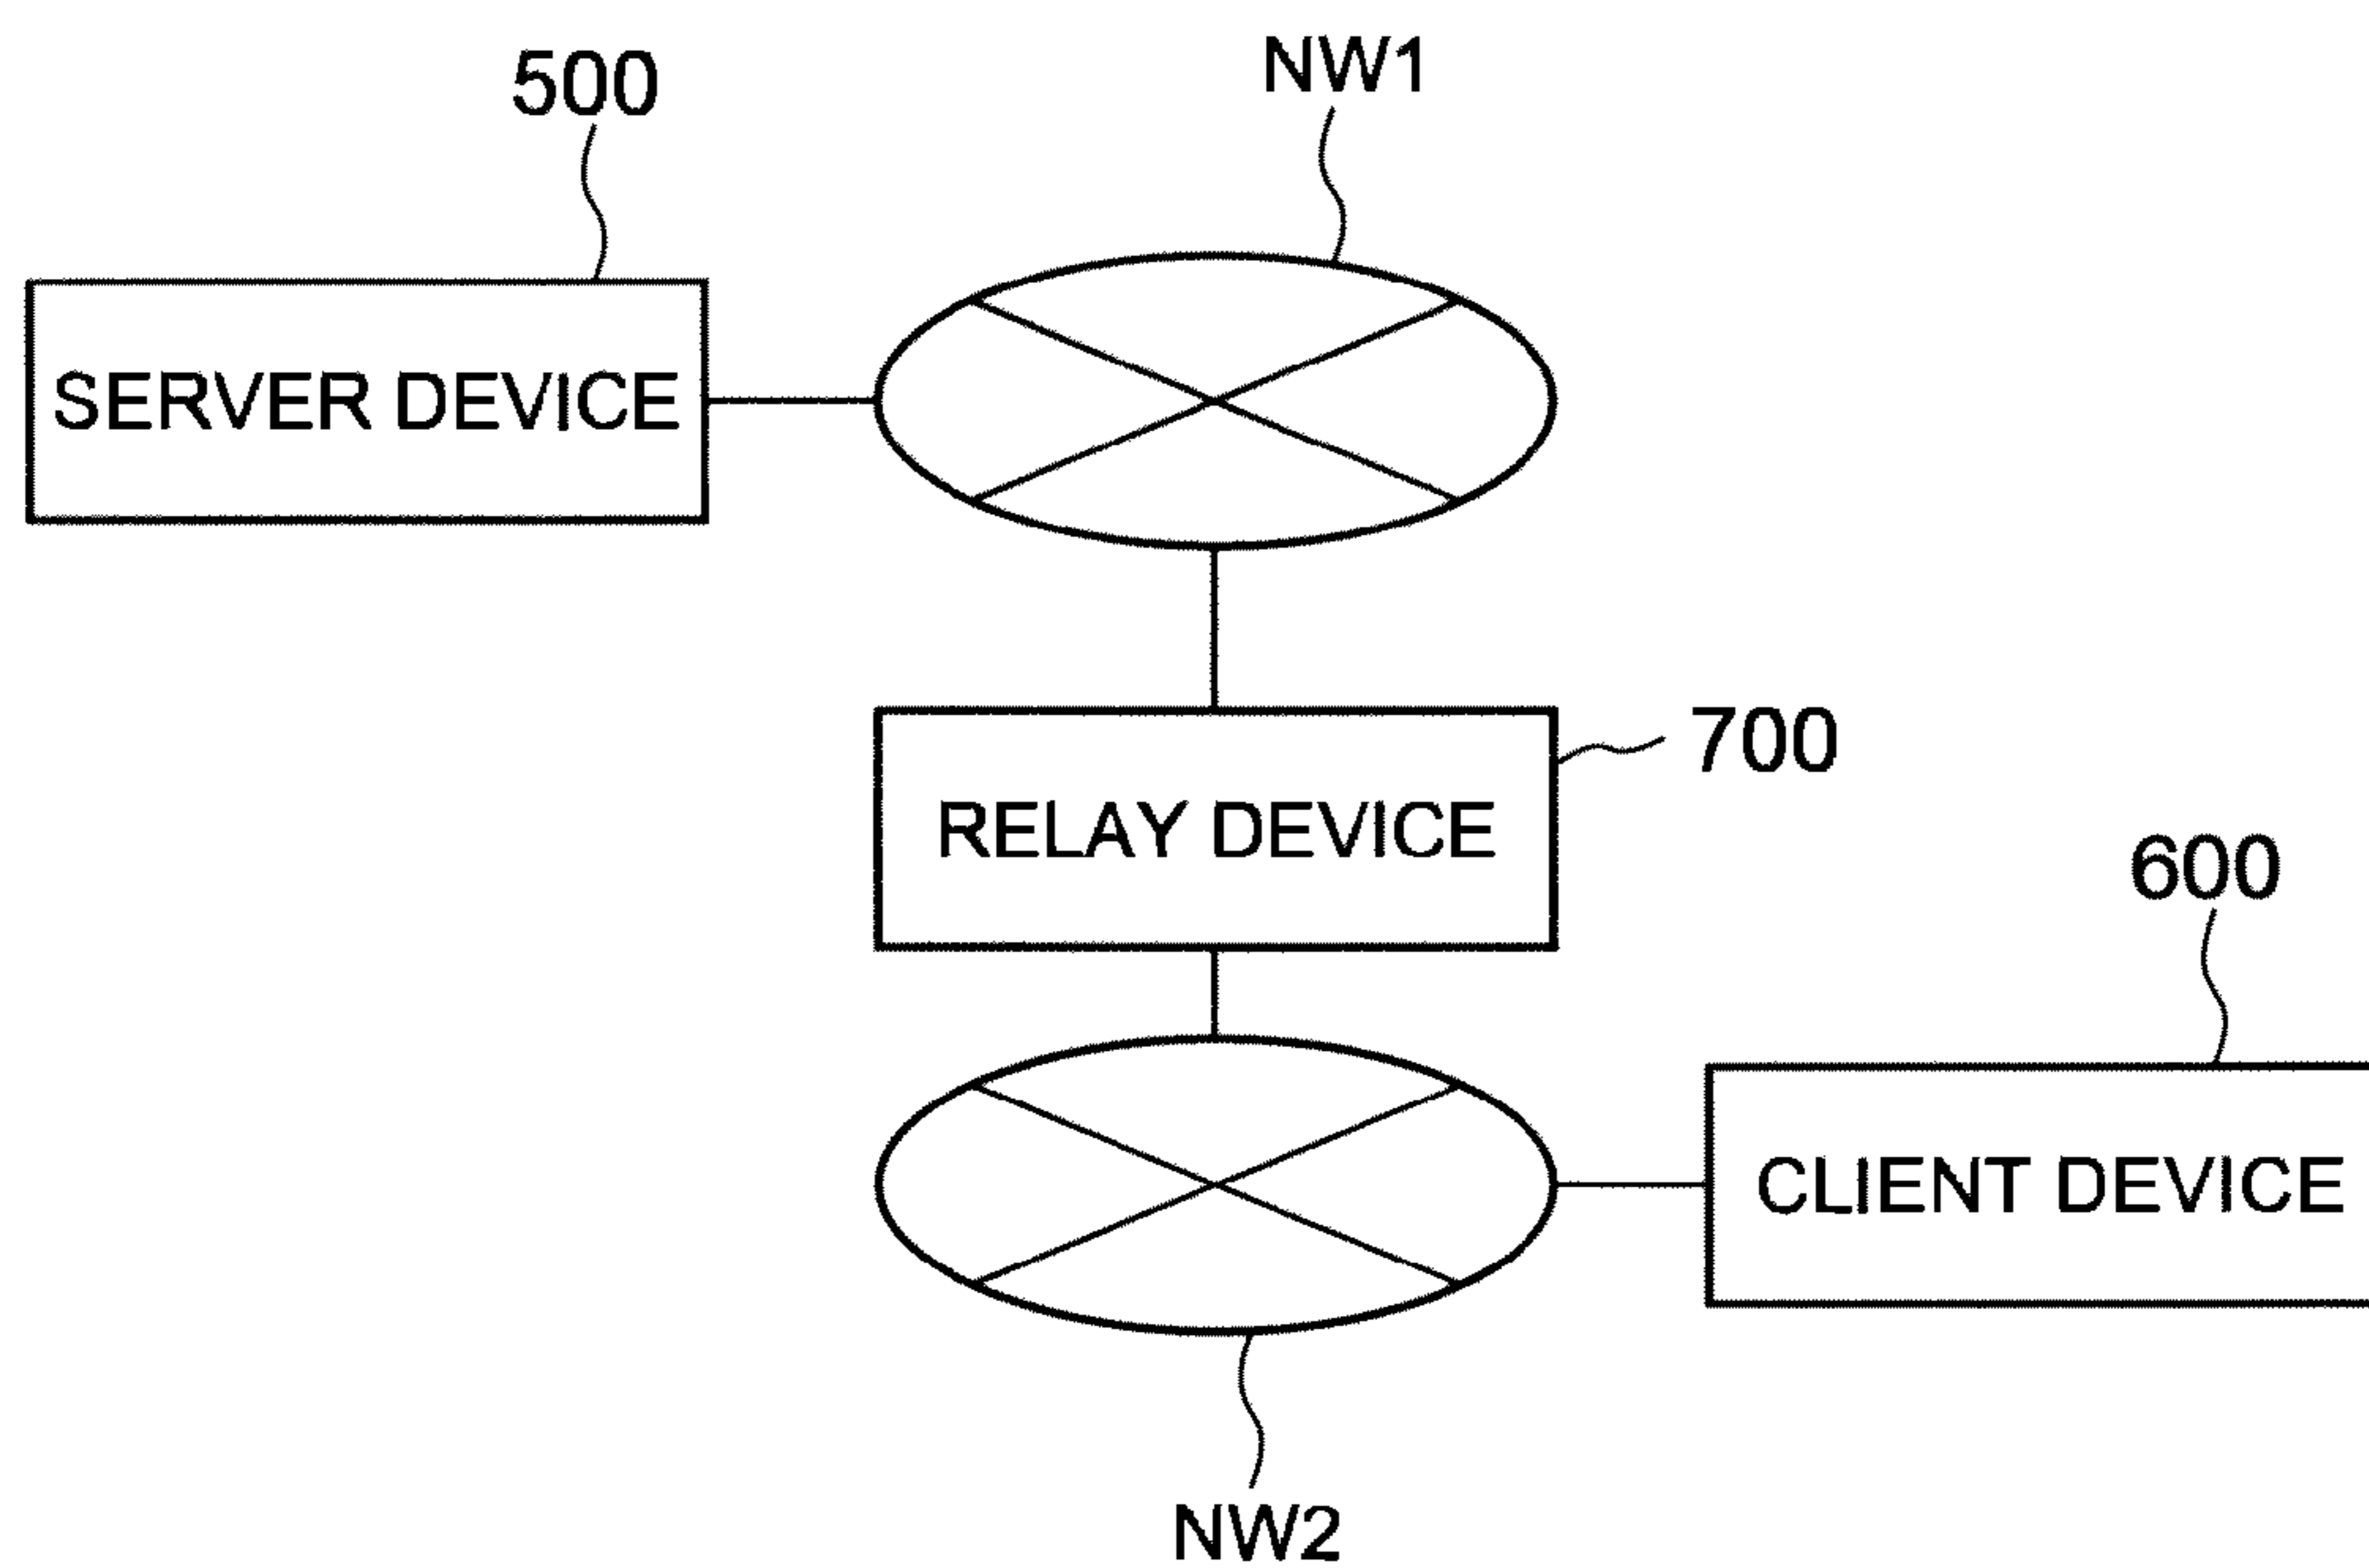 500
NW1
SERVER DEVICE
700
RELAY DEVICE
600
CLIENT DEVICE
NW2